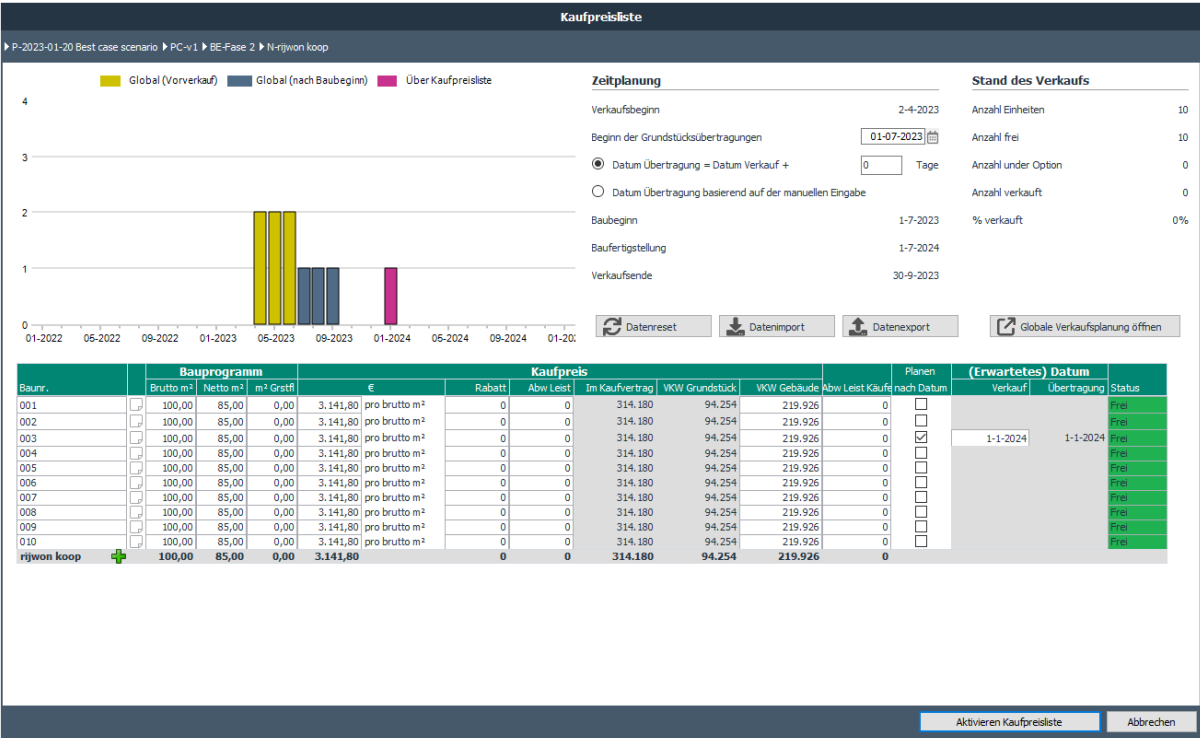 Kaufpreisliste
P-2023-01-20 Best case scenario PC-v1 BE-Fase 2 N-rijwon koop
Global (Vorverkauf) Global (nach Baubeginn) Über Kaufpreisliste
4
3
2
1
0
01-2022 05-2022 09-2022 01-2023 05-2023 09-2023 01-2024 05-2024 09-2024 01-202
Zeitplanung
Verkaufsbeginn 2-4-2023
Beginn der Grundstücksübertragungen 01-07-2023
Datum Übertragung = Datum Verkauf + 0 Tage
Datum Übertragung basierend auf der manuellen Eingabe
Baubeginn 1-7-2023
Baufertigstellung 1-7-2024
Verkaufsende 30-9-2023
Stand des Verkaufs
Anzahl Einheiten 10
Anzahl frei 10
Anzahl under Option 0
Anzahl verkauft 0
% verkauft 0%
Datenreset Datenimport Datenexport Globale Verkaufsplanung öffnen
Bauprogramm Kaufpreis Planen (Erwartetes) Datum
Baunr. Brutto m² Netto m² m² Grstfl € Rabatt Abw Leist Im Kaufvertrag VKW Grundstück VKW Gebäude Abw Leist Käufe nach Datum Verkauf Übertragung Status
001 100,00 85,00 0,00 3.141,80 pro brutto m² 0 0 314.180 94.254 219.926 0 Frei
002 100,00 85,00 0,00 3.141,80 pro brutto m² 0 0 314.180 94.254 219.926 0 Frei
003 100,00 85,00 0,00 3.141,80 pro brutto m² 0 0 314.180 94.254 219.926 0 1-1-2024 1-1-2024 Frei
004 100,00 85,00 0,00 3.141,80 pro brutto m² 0 0 314.180 94.254 219.926 0 Frei
005 100,00 85,00 0,00 3.141,80 pro brutto m² 0 0 314.180 94.254 219.926 0 Frei
006 100,00 85,00 0,00 3.141,80 pro brutto m² 0 0 314.180 94.254 219.926 0 Frei
007 100,00 85,00 0,00 3.141,80 pro brutto m² 0 0 314.180 94.254 219.926 0 Frei
008 100,00 85,00 0,00 3.141,80 pro brutto m² 0 0 314.180 94.254 219.926 0 Frei
009 100,00 85,00 0,00 3.141,80 pro brutto m² 0 0 314.180 94.254 219.926 0 Frei
010 100,00 85,00 0,00 3.141,80 pro brutto m² 0 0 314.180 94.254 219.926 0 Frei
rijwon koop 100,00 85,00 0,00 3.141,80 0 0 314.180 94.254 219.926 0
Aktivieren Kaufpreisliste Abbrechen